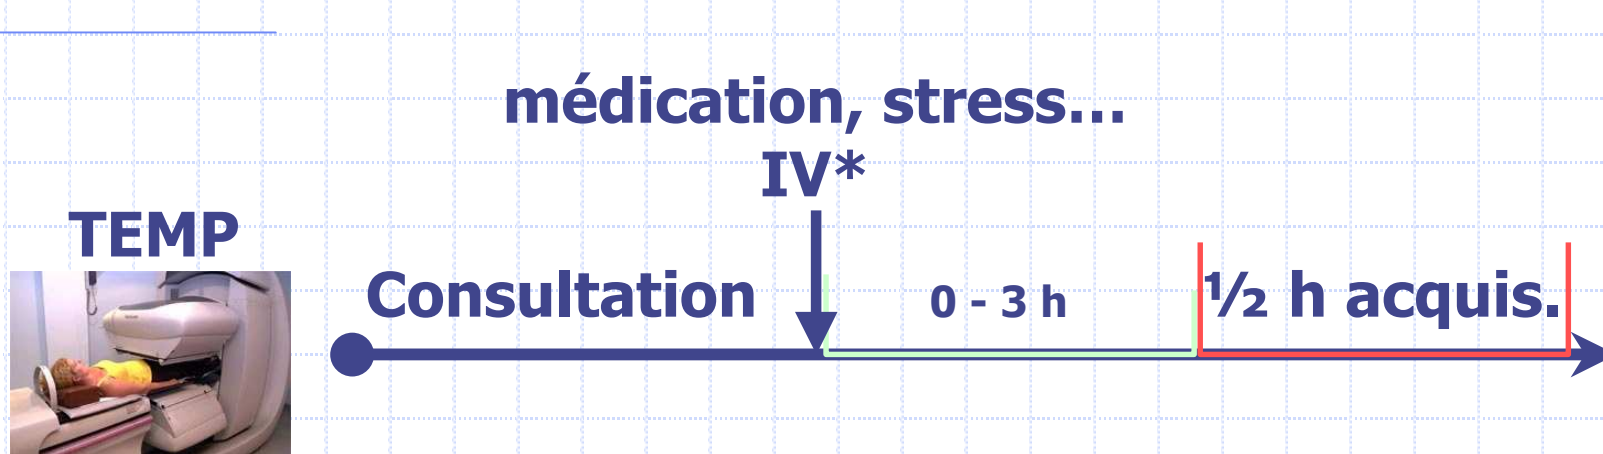 médication, stress...
IV*
TEMP
Consultation
0 - 3 h
½ h acquis.